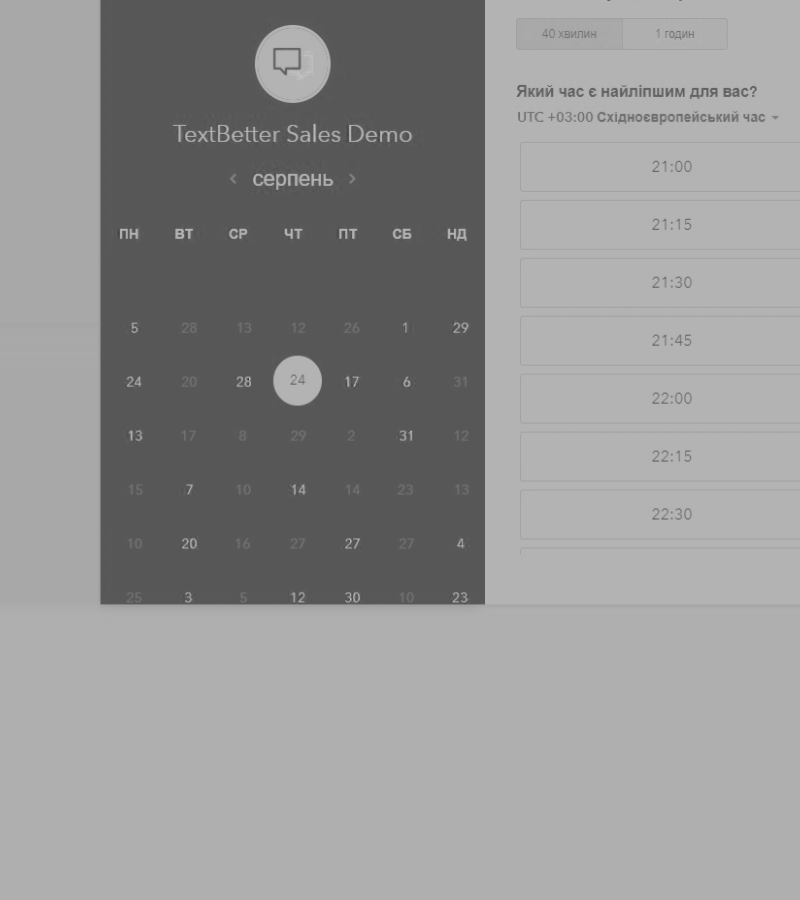 TextBetter Sales Demo
серпень
ПН ВТ СР ЧТ ПТ СБ НД
5 28 13 12 26 1 29
24 20 28 24 17 6 31
13 17 8 29 2 31 12
15 7 10 14 14 23 13
10 20 16 27 27 27 4
25 3 5 12 30 10 23
40 хвилин 1 годин
Який час є найліпшим для вас?
UTC +03:00 Східноєвропейський час
21:00
21:15
21:30
21:45
22:00
22:15
22:30